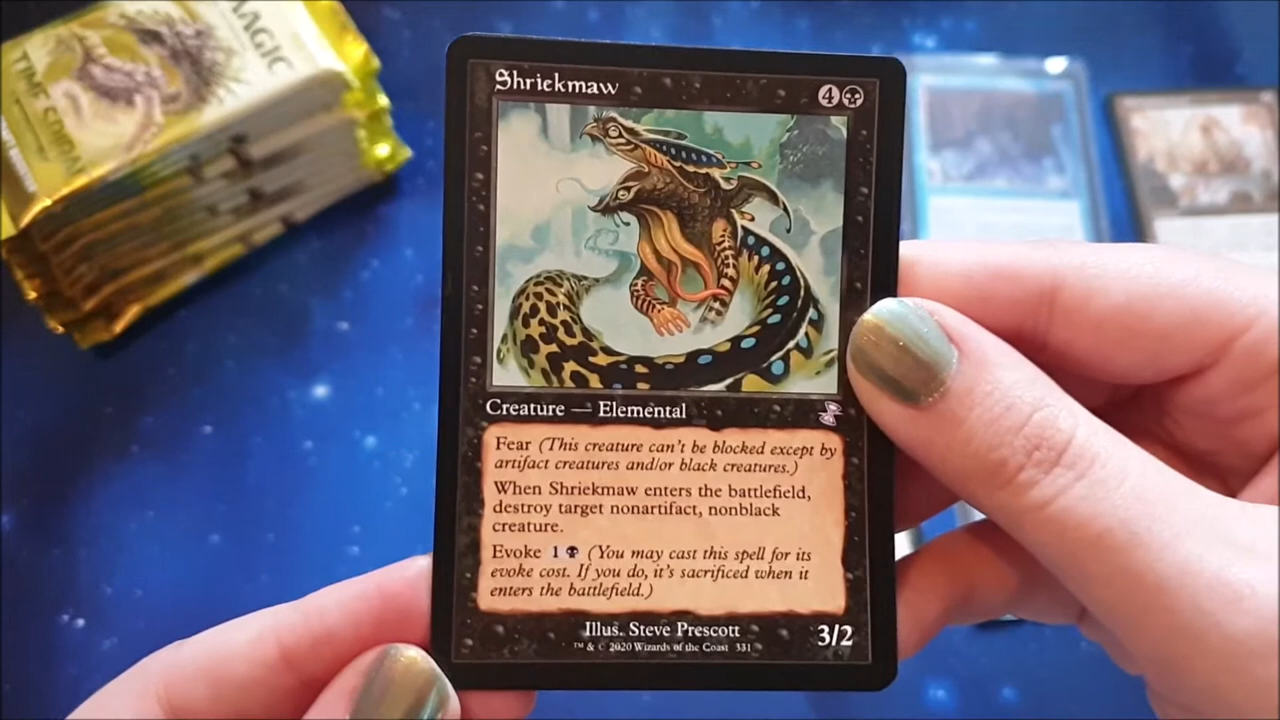 MAGIC
TIME SPIRAL
Shriekmaw
4
Creature — Elemental
Fear (This creature can't be blocked except by
artifact creatures and/or black creatures.)
When Shriekmaw enters the battlefield,
destroy target nonartifact, nonblack
creature.
Evoke 1 (You may cast this spell for its
evoke cost. If you do, it's sacrificed when it
enters the battlefield.)
Illus. Steve Prescott
™ & © 2020 Wizards of the Coast 331
3/2